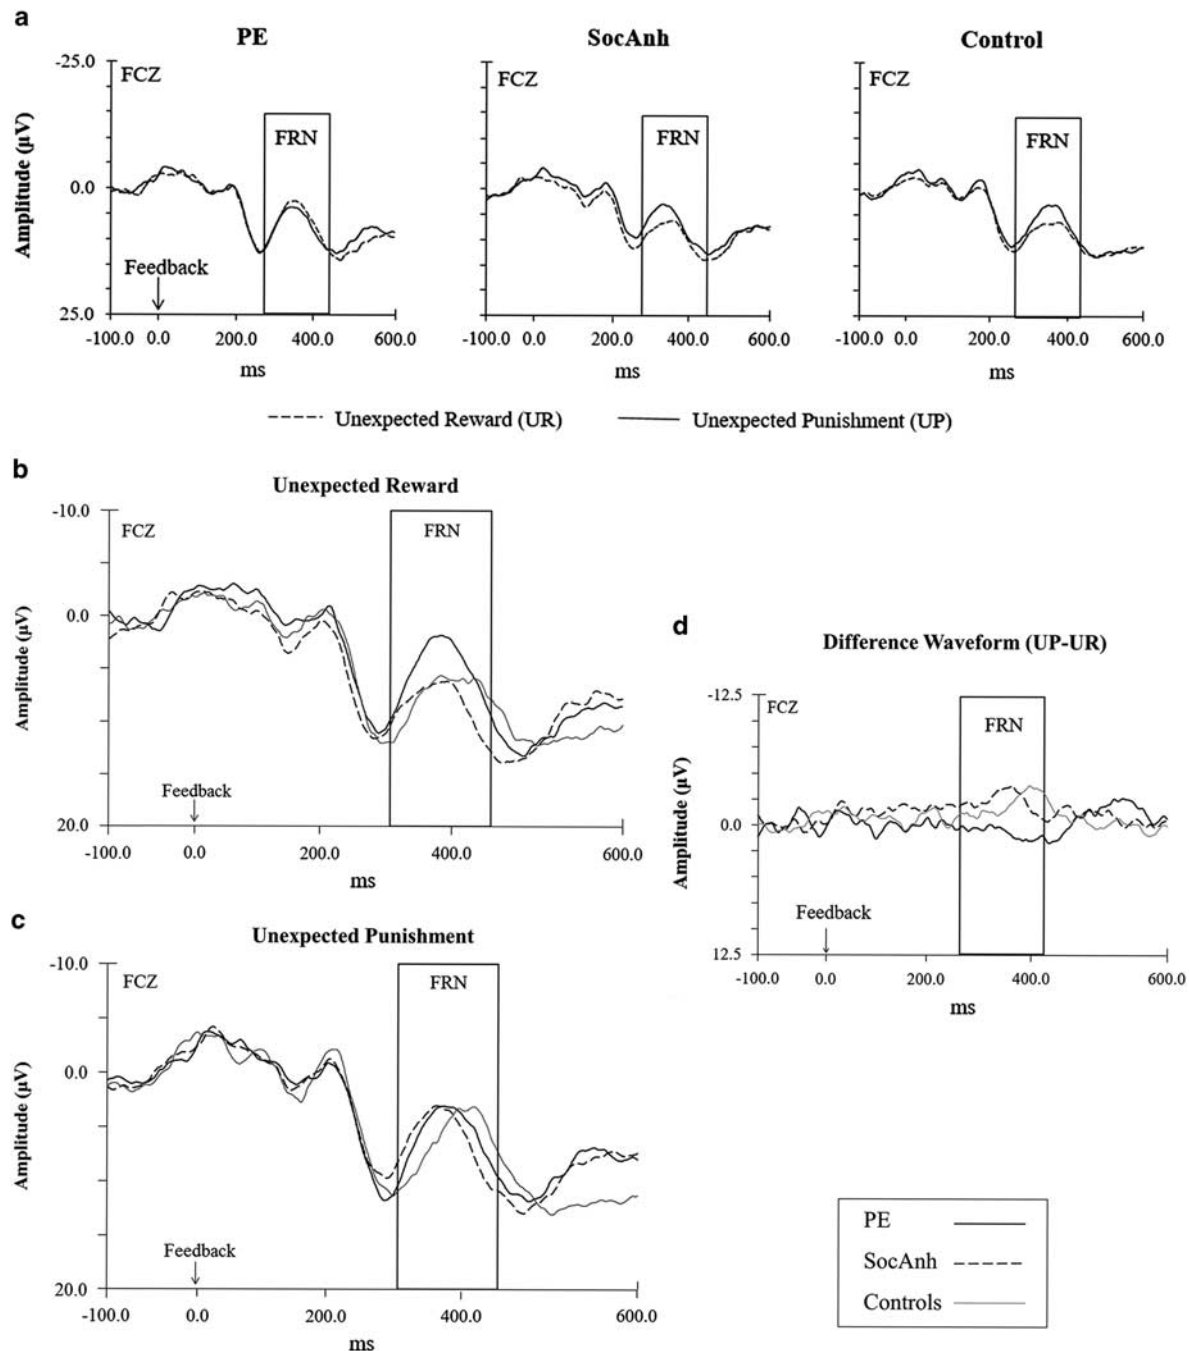 a
PE SocAnh Control
-25.0 FCZ FCZ FCZ
FRN FRN FRN
Amplitude (µV)
0.0
Feedback
25.0
-100.0 0.0 200.0 400.0 600.0 -100.0 0.0 200.0 400.0 600.0 -100.0 0.0 200.0 400.0 600.0
ms ms ms
Unexpected Reward (UR) Unexpected Punishment (UP)
b
Unexpected Reward
-10.0
FCZ FRN
Amplitude (µV)
0.0
Feedback
20.0
-100.0 0.0 200.0 400.0 600.0
ms
c
Unexpected Punishment
-10.0
FCZ FRN
Amplitude (µV)
0.0
Feedback
20.0
-100.0 0.0 200.0 400.0 600.0
ms
d
Difference Waveform (UP-UR)
-12.5
FCZ
FRN
Amplitude (µV)
0.0
Feedback
12.5
-100.0 0.0 200.0 400.0 600.0
ms
PE
SocAnh
Controls